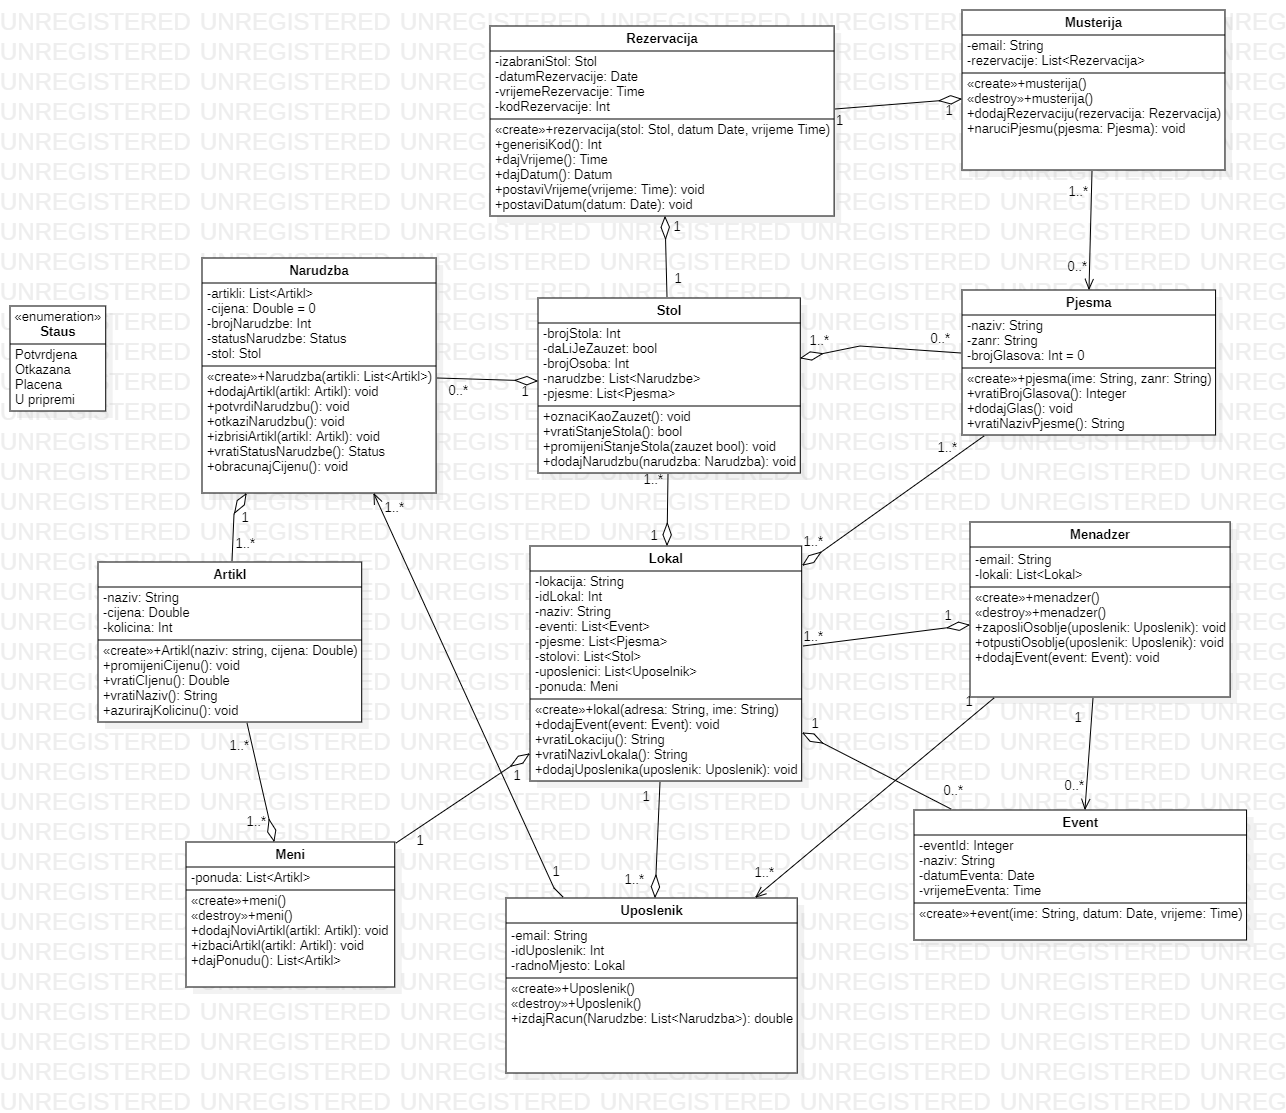 Musterija
-email: String
-rezervacije: List<Rezervacija>
«create»+musterija()
«destroy»+musterija()
+dodajRezervaciju(rezervacija: Rezervacija)
+naruciPjesmu(pjesma: Pjesma): void
Rezervacija
-izabraniStol: Stol
-datumRezervacije: Date
-vrijemeRezervacije: Time
-kodRezervacije: Int
«create»+rezervacija(stol: Stol, datum Date, vrijeme Time)
+generisiKod(): Int
+dajVrijeme(): Time
+dajDatum(): Datum
+postaviVrijeme(vrijeme: Time): void
+postaviDatum(datum: Date): void
1
1
1..*
0..*
1
1
Narudzba
-artikli: List<Artikl>
-cijena: Double = 0
-brojNarudzbe: Int
-statusNarudzbe: Status
-stol: Stol
«create»+Narudzba(artikli: List<Artikl>)
+dodajArtikl(artikl: Artikl): void
+potvrdiNarudzbu(): void
+otkaziNarudzbu(): void
+izbrisiArtikl(artikl: Artikl): void
+vratiStatusNarudzbe(): Status
+obracunajCijenu(): void
«enumeration»
Staus
Potvrdjena
Otkazana
Placena
U pripremi
Stol
-brojStola: Int
-daLiJeZauzet: bool
-brojOsoba: Int
-narudzbe: List<Narudzbe>
-pjesme: List<Pjesma>
+oznaciKaoZauzet(): void
+vratiStanjeStola(): bool
+promijeniStanjeStola(zauzet bool): void
+dodajNarudzbu(narudzba: Narudzba): void
0..*
1
1..*
0..*
Pjesma
-naziv: String
-zanr: String
-brojGlasova: Int = 0
«create»+pjesma(ime: String, zanr: String)
+vratiBrojGlasova(): Integer
+dodajGlas(): void
+vratiNazivPjesme(): String
1..*
1..*
1..*
1
1
1..*
1..*
Artikl
-naziv: String
-cijena: Double
-kolicina: Int
«create»+Artikl(naziv: string, cijena: Double)
+promijeniCijenu(): void
+vratiCIjenu(): Double
+vratiNaziv(): String
+azurirajKolicinu(): void
Lokal
-lokacija: String
-idLokal: Int
-naziv: String
-eventi: List<Event>
-pjesme: List<Pjesma>
-stolovi: List<Stol>
-uposlenici: List<Uposelnik>
-ponuda: Meni
«create»+lokal(adresa: String, ime: String)
+dodajEvent(event: Event): void
+vratiLokaciju(): String
+vratiNazivLokala(): String
+dodajUposlenika(uposlenik: Uposlenik): void
Menadzer
-email: String
-lokali: List<Lokal>
«create»+menadzer()
«destroy»+menadzer()
+zaposliOsoblje(uposlenik: Uposlenik): void
+otpustiOsoblje(uposlenik: Uposlenik): void
+dodajEvent(event: Event): void
1
1..*
1
1
1
0..*
0..*
1..*
1..*
1
1
1
1..*
1
1..*
Meni
-ponuda: List<Artikl>
«create»+meni()
«destroy»+meni()
+dodajNoviArtikl(artikl: Artikl): void
+izbaciArtikl(artikl: Artikl): void
+dajPonudu(): List<Artikl>
Uposlenik
-email: String
-idUposlenik: Int
-radnoMjesto: Lokal
«create»+Uposlenik()
«destroy»+Uposlenik()
+izdajRacun(Narudzbe: List<Narudzba>): double
Event
-eventId: Integer
-naziv: String
-datumEventa: Date
-vrijemeEventa: Time
«create»+event(ime: String, datum: Date, vrijeme: Time)